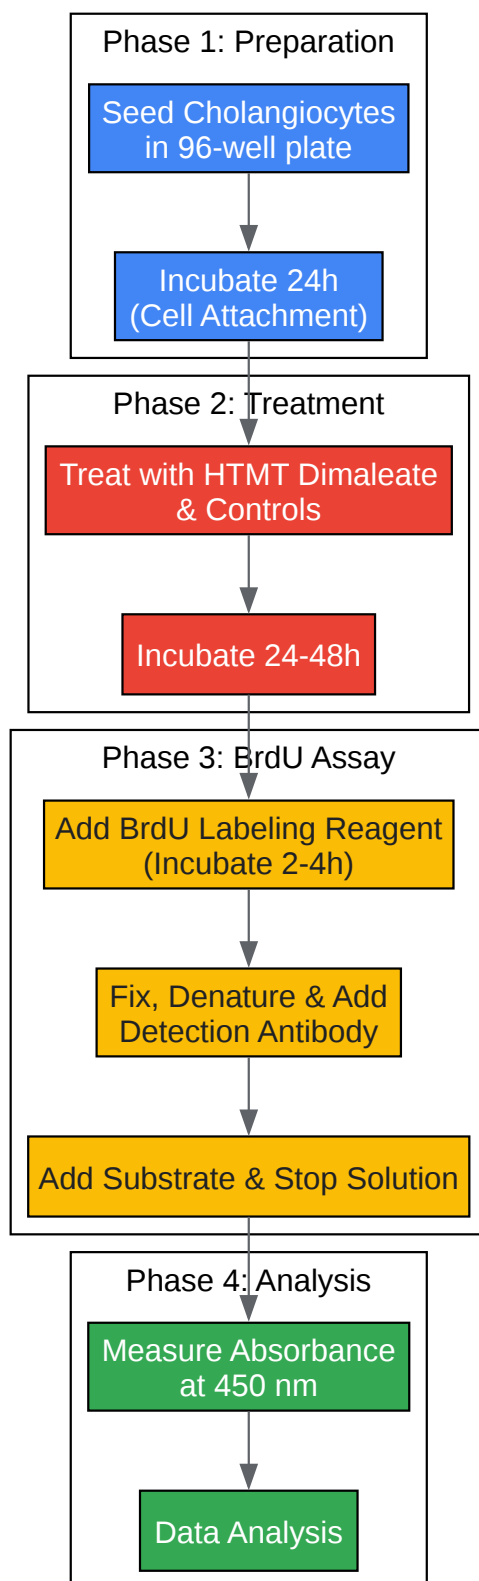 Phase 1: Preparation
Seed Cholangiocytes
in 96-well plate
Incubate 24h
(Cell Attachment)
Phase 2: Treatment
Treat with HTMT Dimaleate
& Controls
Incubate 24-48h
Phase 3: BrdU Assay
Add BrdU Labeling Reagent
(Incubate 2-4h)
Fix, Denature & Add
Detection Antibody
Add Substrate & Stop Solution
Phase 4: Analysis
Measure Absorbance
at 450 nm
Data Analysis